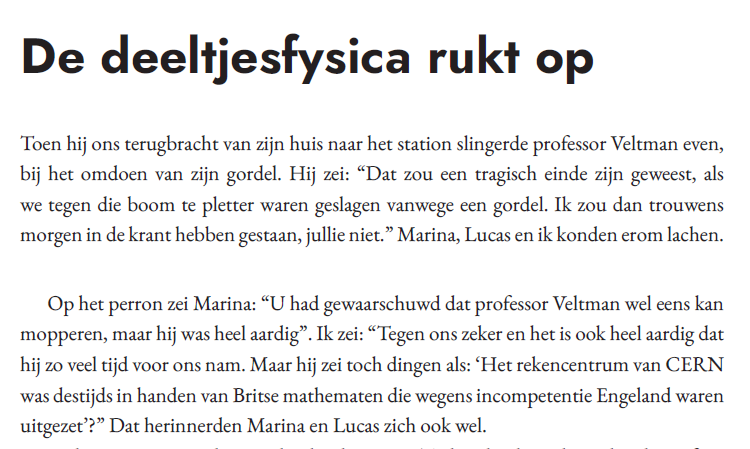 De deeltjesfysica rukt op
Toen hij ons terugbracht van zijn huis naar het station slingerde professor Veltman even,
bij het omdoen van zijn gordel. Hij zei: “Dat zou een tragisch einde zijn geweest, als
we tegen die boom te pletter waren geslagen vanwege een gordel. Ik zou dan trouwens
morgen in de krant hebben gestaan, jullie niet.” Marina, Lucas en ik konden erom lachen.
Op het perron zei Marina: “U had gewaarschuwd dat professor Veltman wel eens kan
mopperen, maar hij was heel aardig”. Ik zei: “Tegen ons zeker en het is ook heel aardig dat
hij zo veel tijd voor ons nam. Maar hij zei toch dingen als: ‘Het rekencentrum van CERN
was destijds in handen van Britse mathematen die wegens incompetentie Engeland waren
uitgezet’?” Dat herinnerden Marina en Lucas zich ook wel.